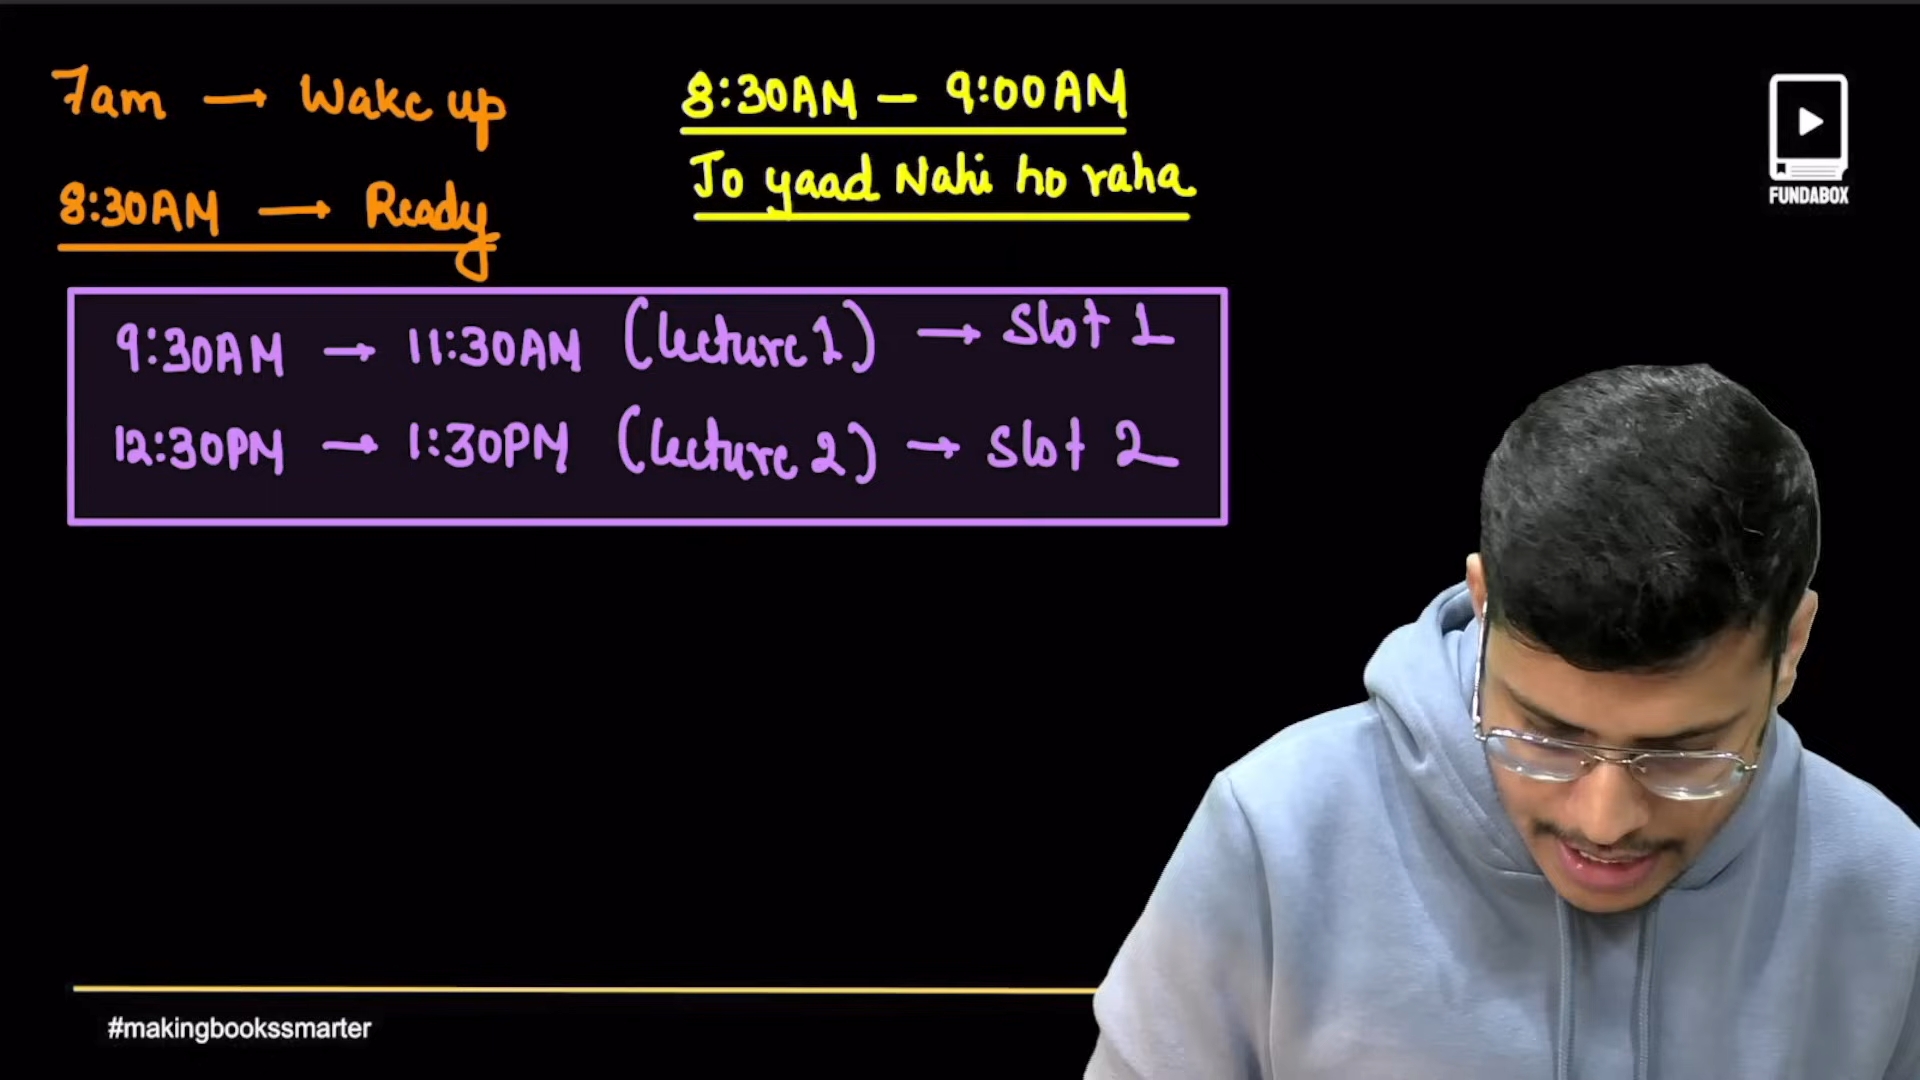 7am → Wake up
8:30AM → Ready
8:30AM – 9:00AM
Jo yaad Nahi ho raha
9:30AM → 11:30AM (lecture 1) → Slot 1
12:30PM → 1:30PM (lecture 2) → Slot 2
FUNDABOX
#makingbookssmarter